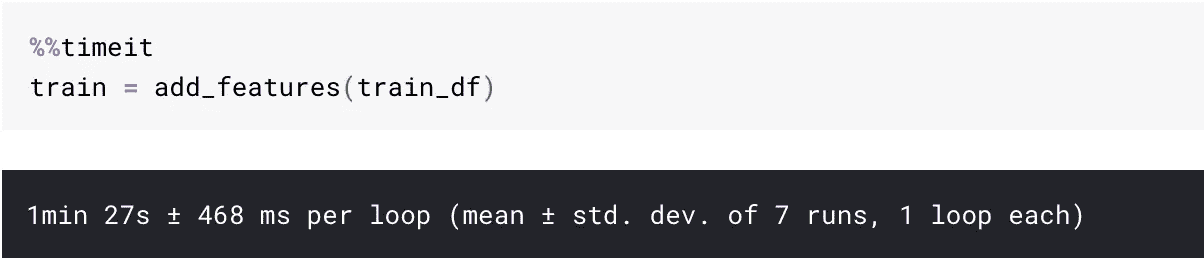 %%timeit
train = add_features(train_df)
1min 27s ± 468 ms per loop (mean ± std. dev. of 7 runs, 1 loop each)